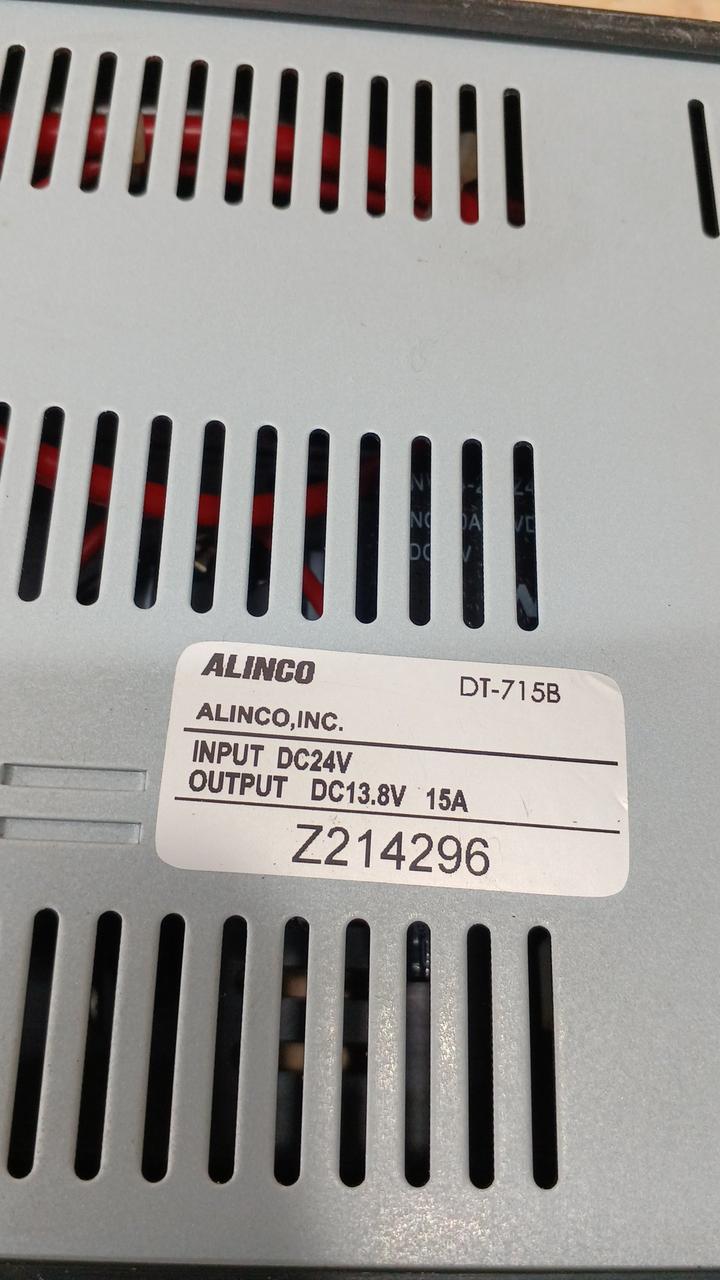 ALINCO DT-715B
ALINCO,INC.
INPUT DC24V
OUTPUT DC13.8V 15A
Z214296